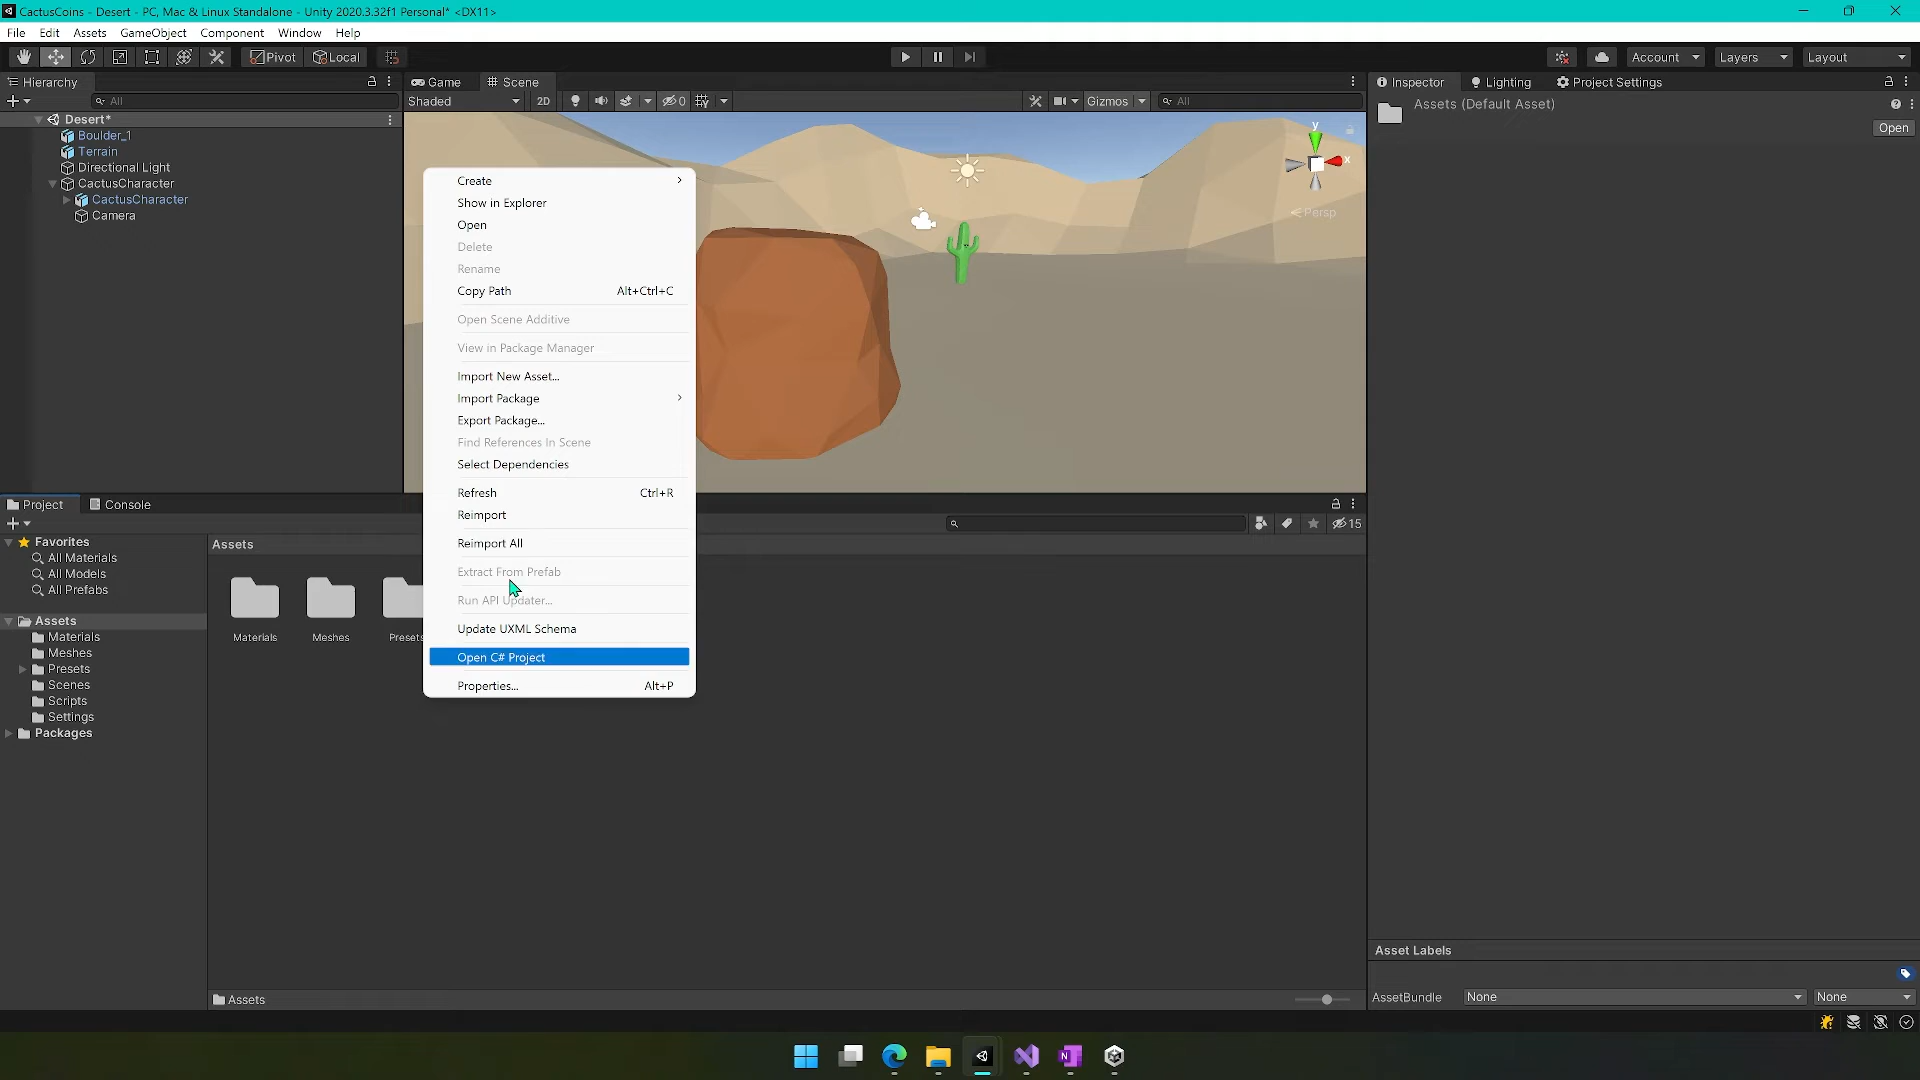 CactusCoins - Desert - PC, Mac & Linux Standalone - Unity 2020.3.32f1 Personal* <DX11>
File Edit Assets GameObject Component Window Help
Pivot Local Account Layers Layout
Hierarchy
All
Desert*
Boulder_1
Terrain
Directional Light
CactusCharacter
CactusCharacter
Camera
Game Scene
Shaded 2D 0 Gizmos All
y
x
Persp
Create
Show in Explorer
Open
Delete
Rename
Copy Path Alt+Ctrl+C
Open Scene Additive
View in Package Manager
Import New Asset...
Import Package
Export Package...
Find References In Scene
Select Dependencies
Refresh Ctrl+R
Reimport
Reimport All
Extract From Prefab
Run API Updater...
Update UXML Schema
Open C# Project
Properties... Alt+P
Inspector Lighting Project Settings
Assets (Default Asset)
Open
Project Console
15
Favorites
All Materials
All Models
All Prefabs
Assets
Materials
Meshes
Presets
Scenes
Scripts
Settings
Packages
Assets
Materials Meshes Presets
Assets
Asset Labels
AssetBundle None None